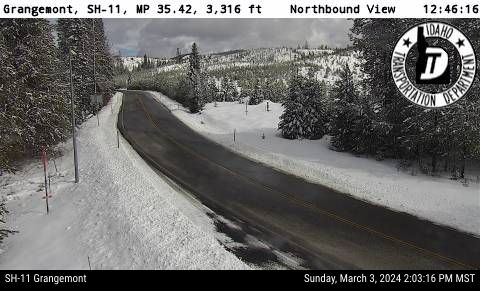 Grangemont, SH-11, MP 35.42, 3,316 ft Northbound View 12:46:16
IDAHO
TRANSPORTATION DEPARTMENT
SH-11 Grangemont Sunday, March 3, 2024 2:03:16 PM MST